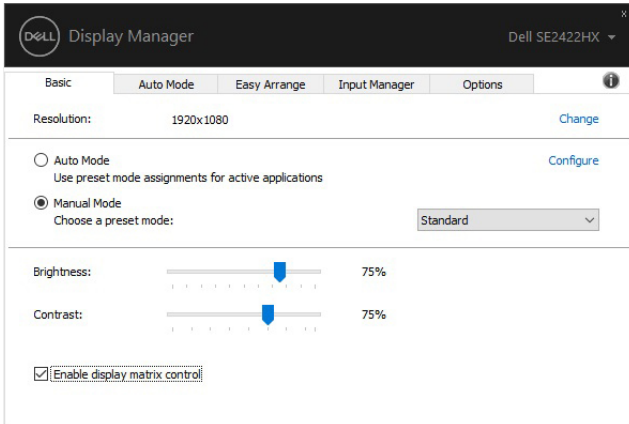 DELL Display Manager
Dell SE2422HX
x
Basic Auto Mode Easy Arrange Input Manager Options i
Resolution: 1920x1080 Change
Auto Mode Configure
Use preset mode assignments for active applications
Manual Mode
Choose a preset mode: Standard
Brightness: 75%
Contrast: 75%
Enable display matrix control